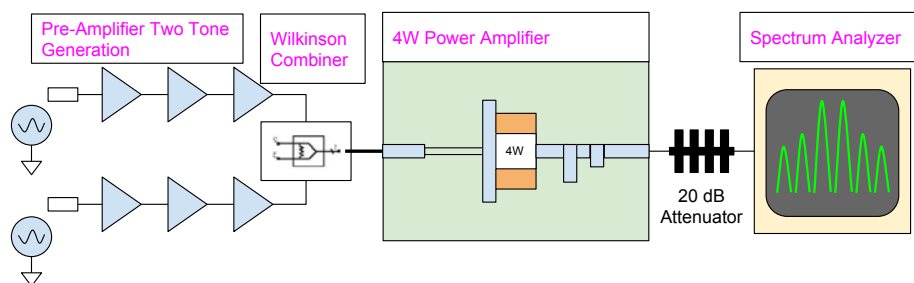 Pre-Amplifier Two Tone
Generation
Wilkinson
Combiner
4W Power Amplifier
Spectrum Analyzer
4W
20 dB
Attenuator